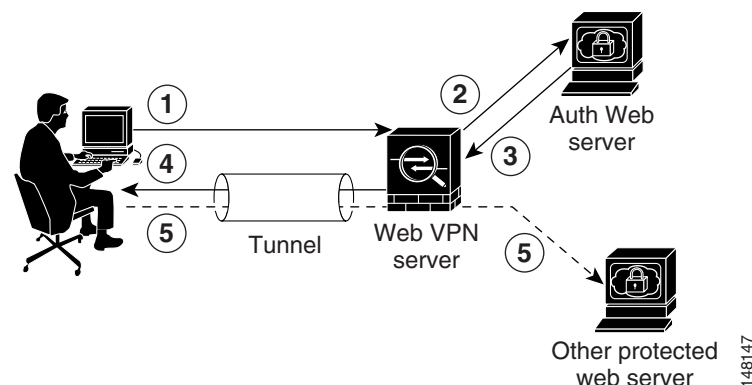 1
2
Auth Web
server
3
4
5
Tunnel
Web VPN
server
5
Other protected
web server
148147